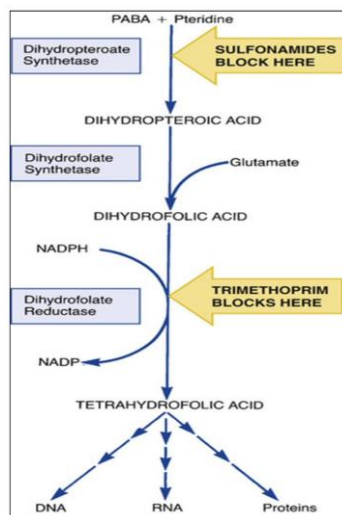 PABA + Pteridine
Dihydropteroate
Synthetase
SULFONAMIDES
BLOCK HERE
DIHYDROPTEROIC ACID
Dihydrofolate
Synthetase
Glutamate
DIHYDROFOLIC ACID
NADPH
Dihydrofolate
Reductase
TRIMETHOPRIM
BLOCKS HERE
NADP
TETRAHYDROFOLIC ACID
DNA
RNA
Proteins